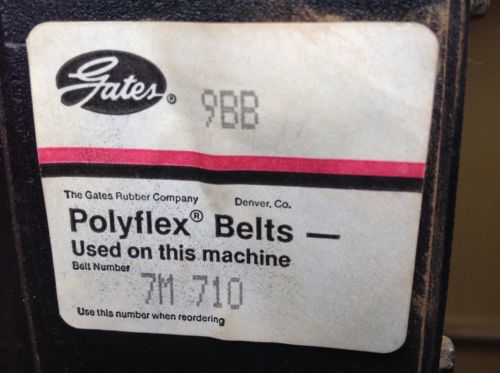 Gates®
9BB
The Gates Rubber Company Denver, Co.
Polyflex® Belts —
Used on this machine
Belt Number
7M 710
Use this number when reordering